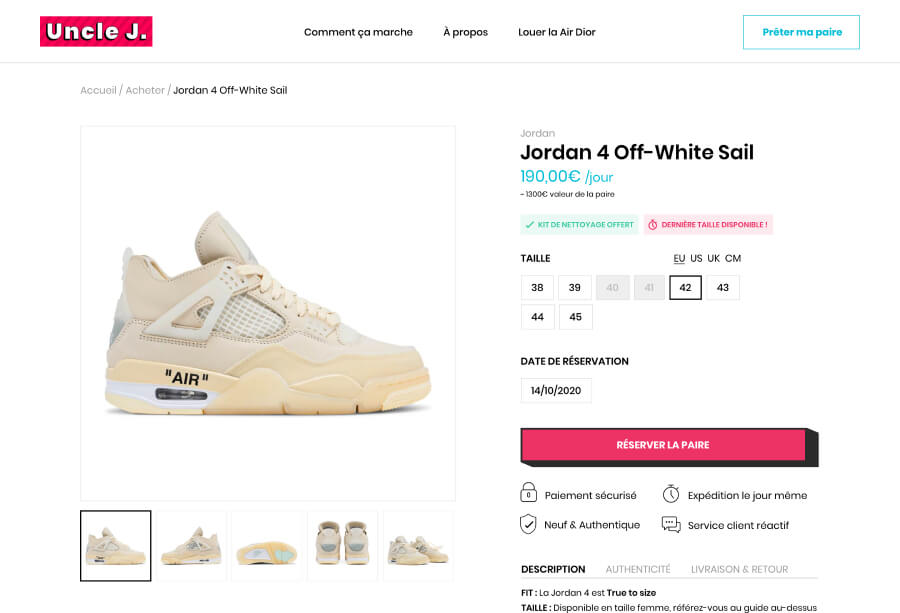 Uncle J.
Comment ça marche
À propos
Louer la Air Dior
Prêter ma paire
Accueil / Acheter / Jordan 4 Off-White Sail
Jordan
Jordan 4 Off-White Sail
190,00€ /jour
~ 1300€ valeur de la paire
KIT DE NETTOYAGE OFFERT
DERNIÈRE TAILLE DISPONIBLE !
TAILLE
EU US UK CM
38 39 40 41 42 43
44 45
"AIR"
DATE DE RÉSERVATION
14/10/2020
RÉSERVER LA PAIRE
Paiement sécurisé
Expédition le jour même
Neuf & Authentique
Service client réactif
DESCRIPTION AUTHENTICITÉ LIVRAISON & RETOUR
FIT : La Jordan 4 est True to size
TAILLE : Disponible en taille femme, référez-vous au guide au-dessus